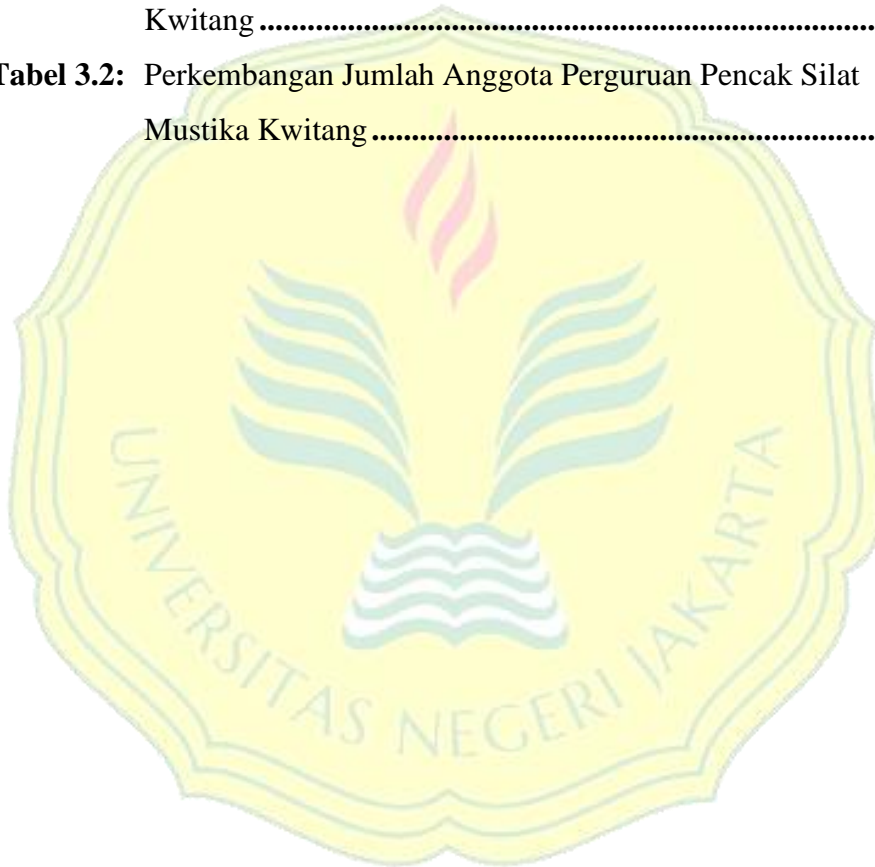 Kwitang ...............................................................................
Tabel 3.2: Perkembangan Jumlah Anggota Perguruan Pencak Silat
Mustika Kwitang ................................................................
UNIVERSITAS NEGERI JAKARTA